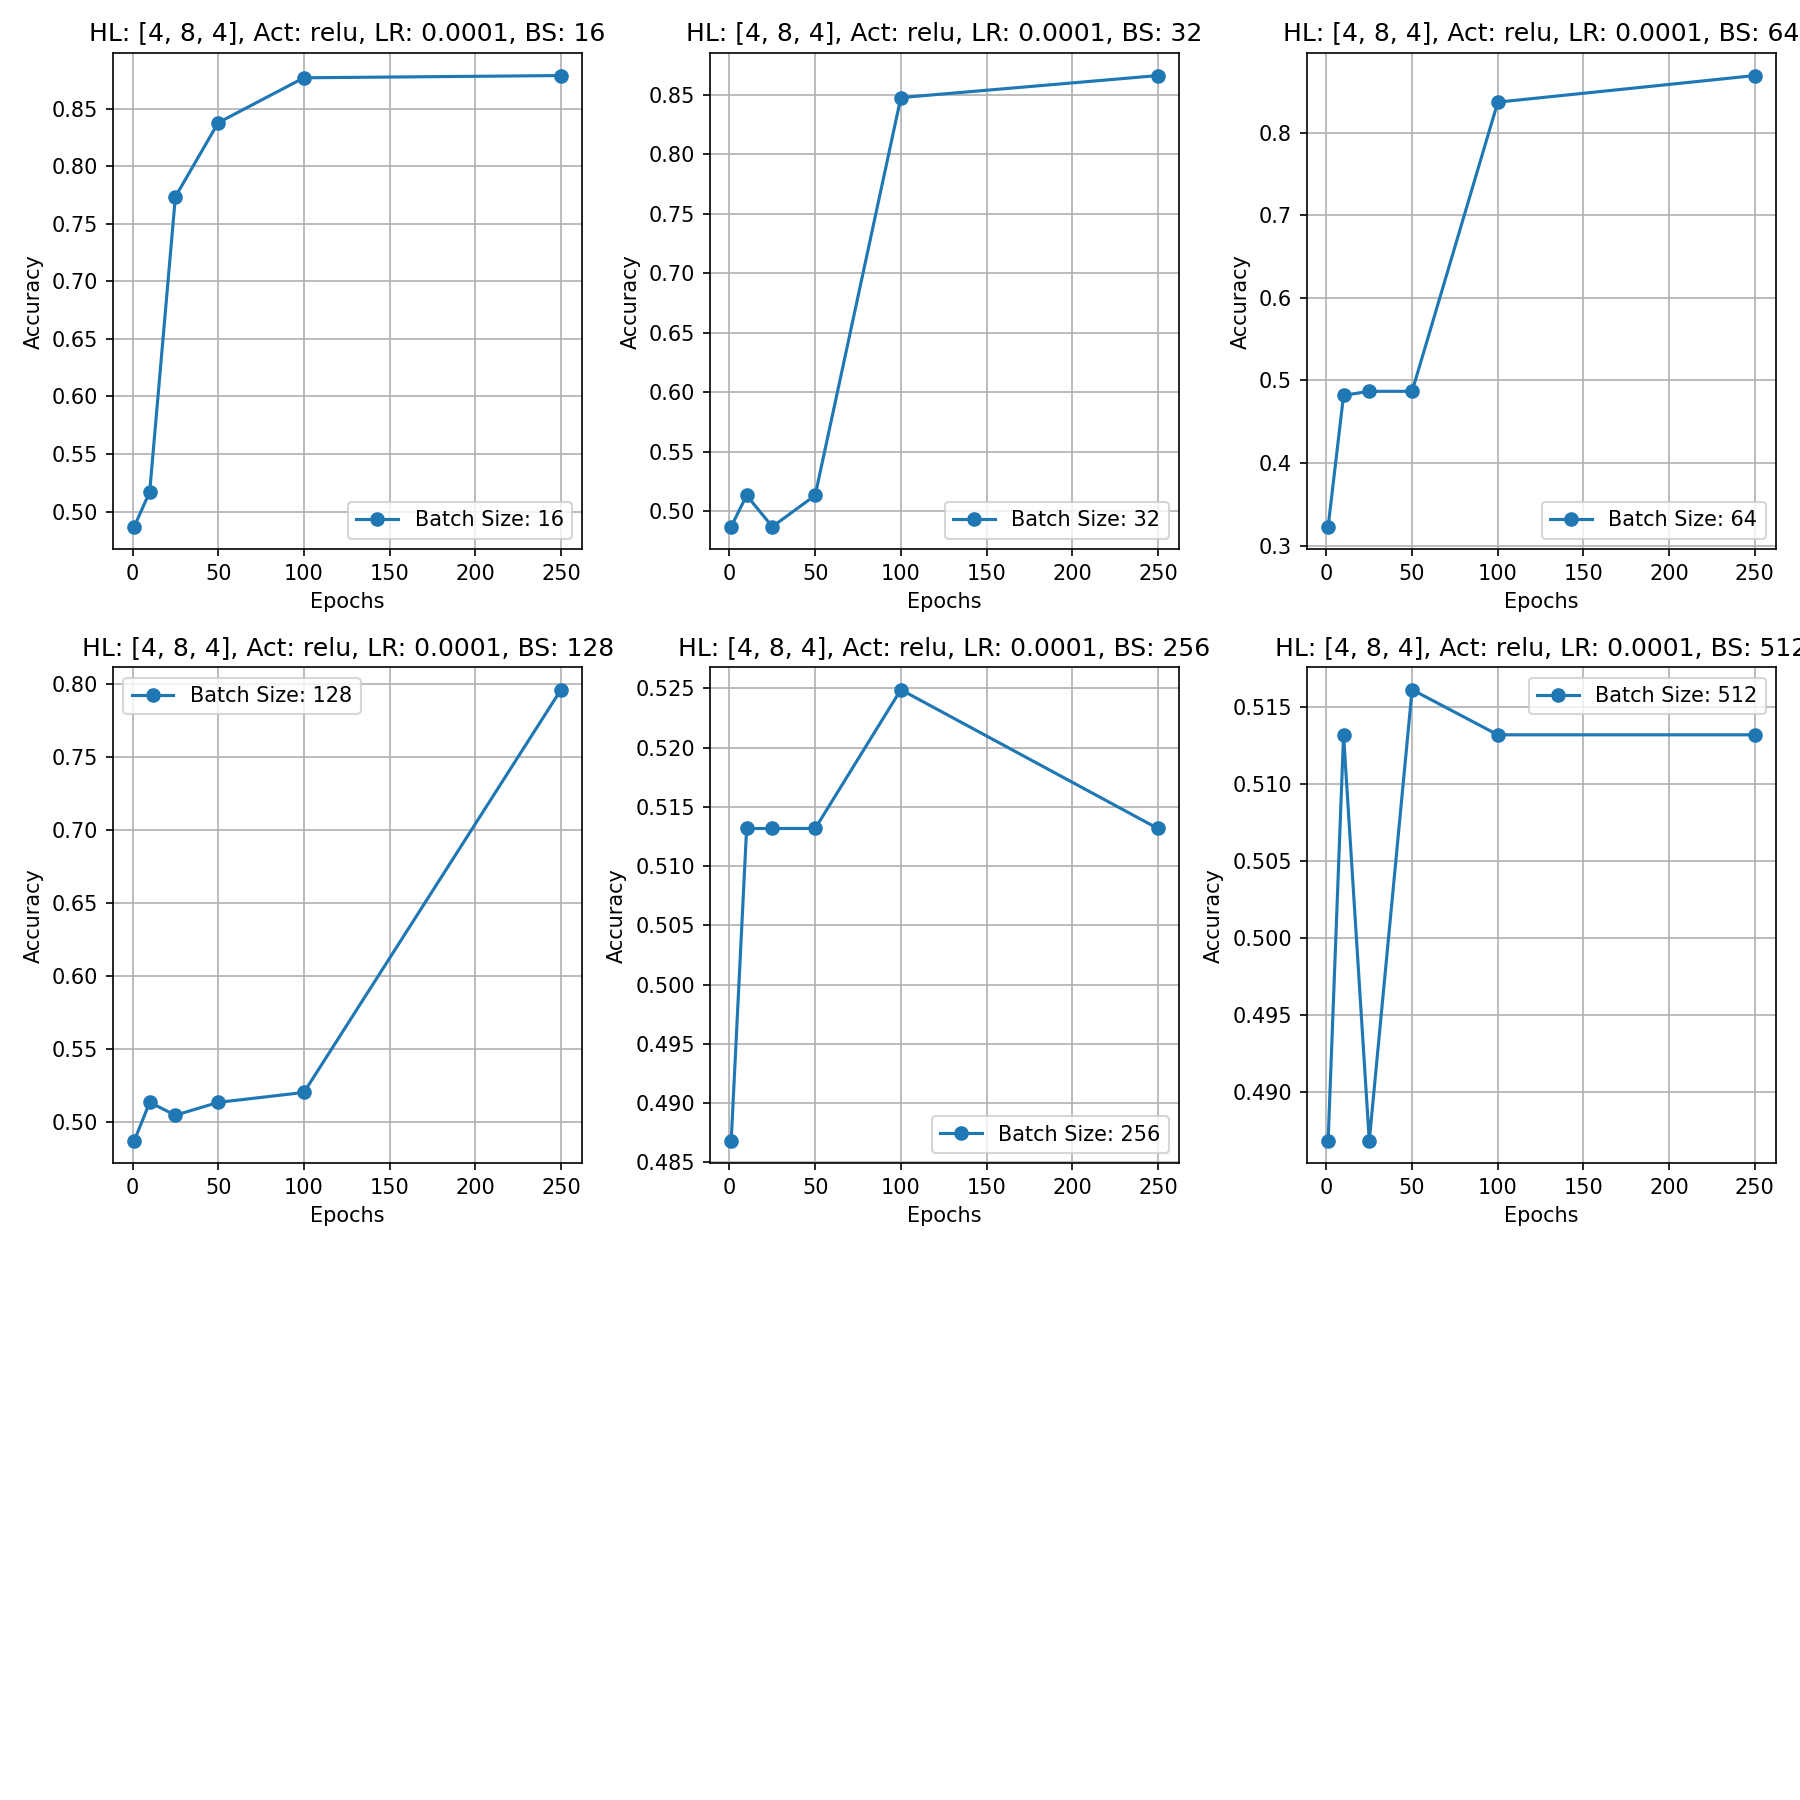 HL: [4, 8, 4], Act: relu, LR: 0.0001, BS: 16
0.85
0.80
0.75
0.70
0.65
0.60
0.55
0.50
Accuracy
Batch Size: 16
0 50 100 150 200 250
Epochs
HL: [4, 8, 4], Act: relu, LR: 0.0001, BS: 32
0.85
0.80
0.75
0.70
0.65
0.60
0.55
0.50
Accuracy
Batch Size: 32
0 50 100 150 200 250
Epochs
HL: [4, 8, 4], Act: relu, LR: 0.0001, BS: 64
0.8
0.7
0.6
0.5
0.4
0.3
Accuracy
Batch Size: 64
0 50 100 150 200 250
Epochs
HL: [4, 8, 4], Act: relu, LR: 0.0001, BS: 128
0.80
0.75
0.70
0.65
0.60
0.55
0.50
Accuracy
Batch Size: 128
0 50 100 150 200 250
Epochs
HL: [4, 8, 4], Act: relu, LR: 0.0001, BS: 256
0.525
0.520
0.515
0.510
0.505
0.500
0.495
0.490
0.485
Accuracy
Batch Size: 256
0 50 100 150 200 250
Epochs
HL: [4, 8, 4], Act: relu, LR: 0.0001, BS: 512
0.515
0.510
0.505
0.500
0.495
0.490
Accuracy
Batch Size: 512
0 50 100 150 200 250
Epochs